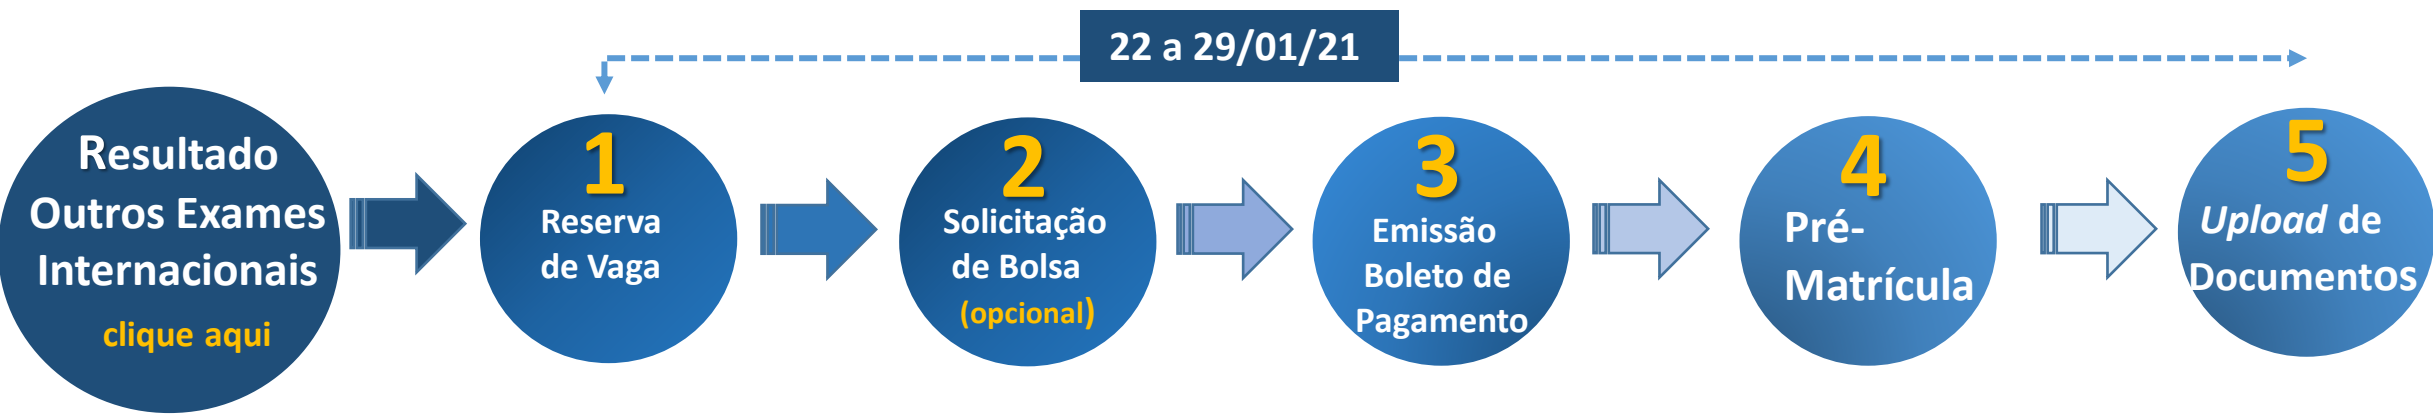 22 a 29/01/21
Resultado
Outros Exames
Internacionais
clique aqui
1
Reserva
de Vaga
2
Solicitação
de Bolsa
(opcional)
3
Emissão
Boleto de
Pagamento
4
Pré-
Matrícula
5
Upload de
Documentos